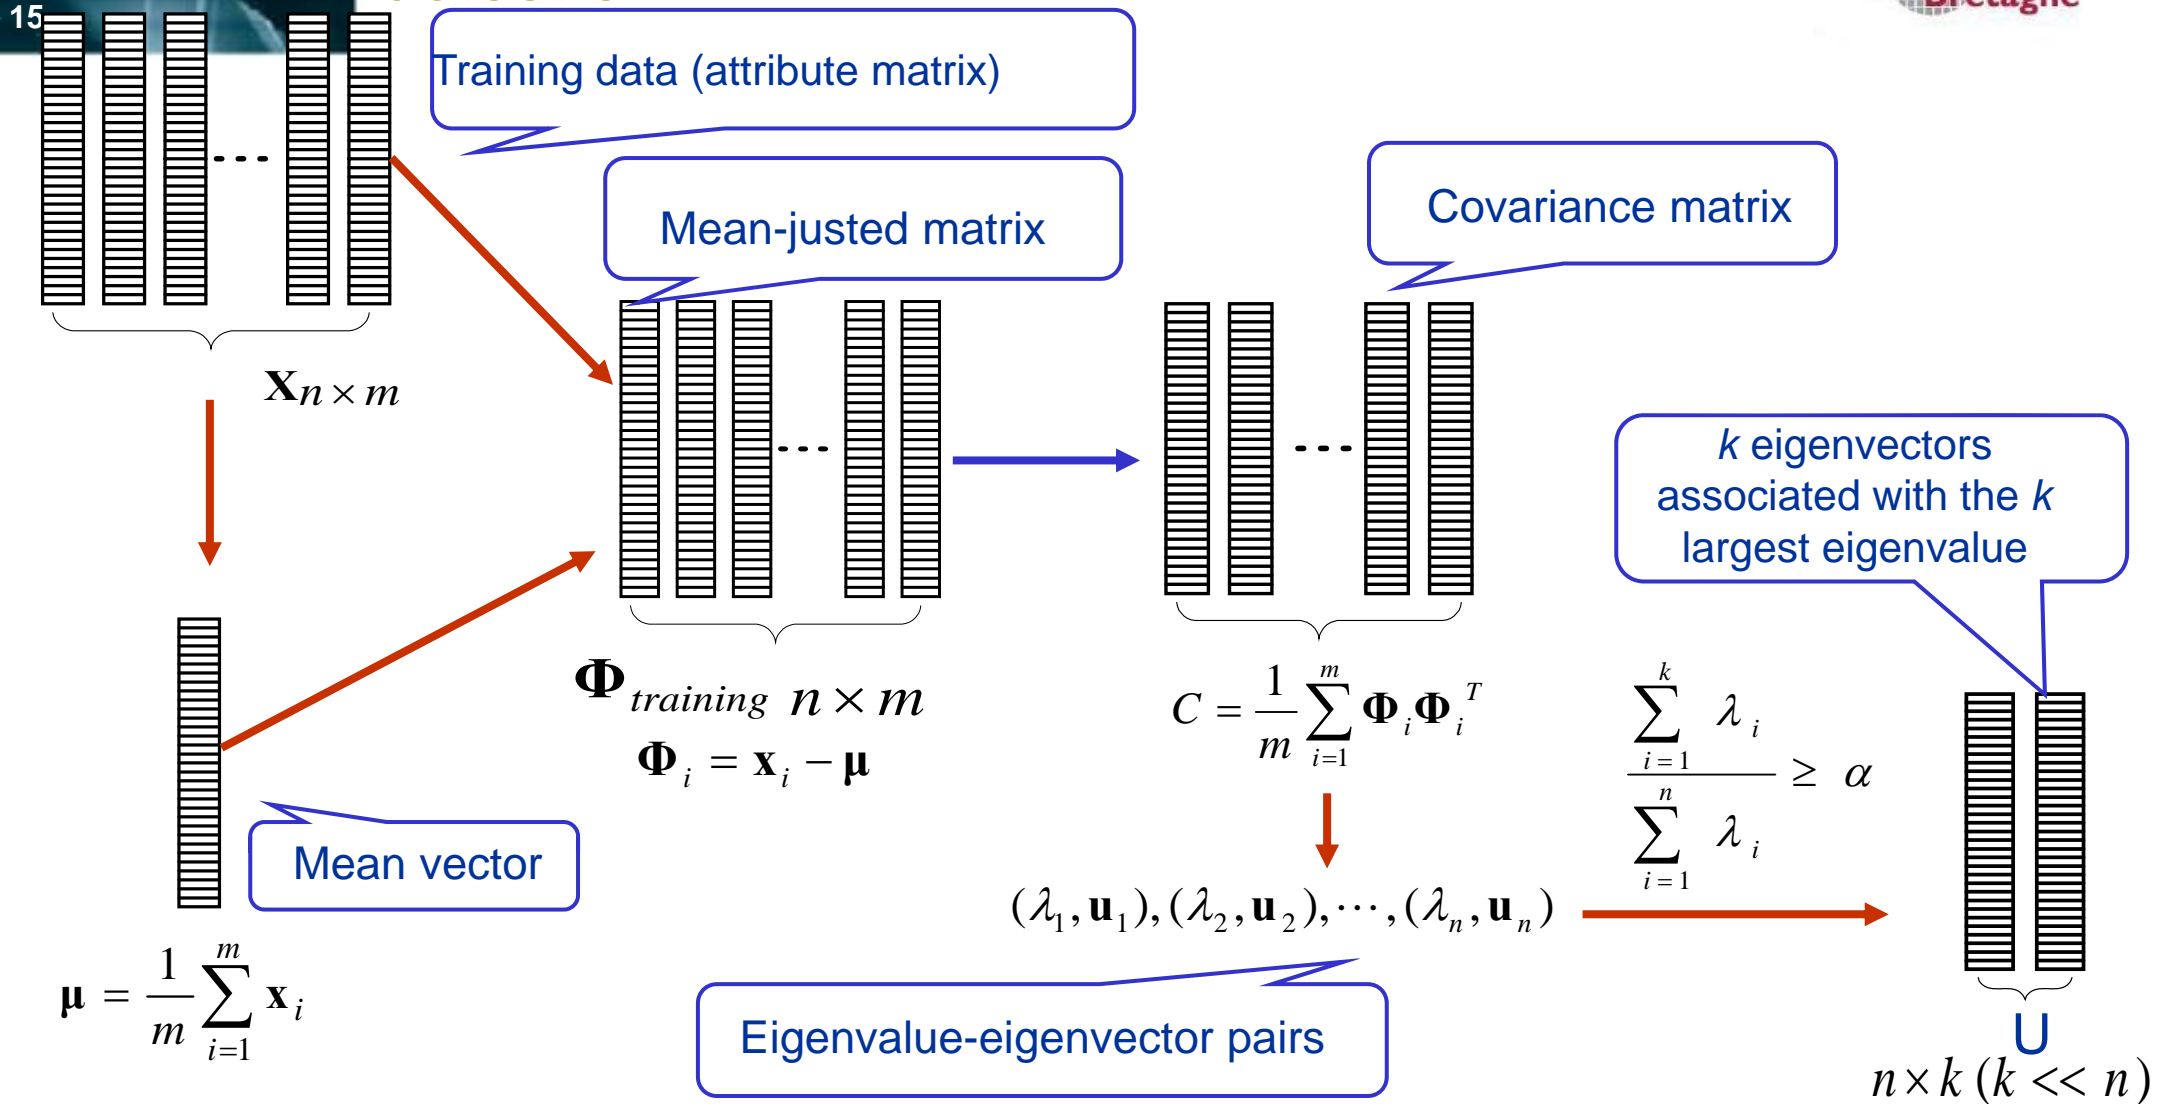 15
Bretagne
Training data (attribute matrix)
Mean-justed matrix
Covariance matrix
X n × m
k eigenvectors
associated with the k
largest eigenvalue
Φ training n × m
Φ i = x i − μ
C = 1/m ∑ i=1 m Φ i Φ i T
∑ i=1 k λ i / ∑ i=1 n λ i ≥ α
Mean vector
(λ1, u1), (λ2, u2), ⋯, (λn, un)
μ = 1/m ∑ i=1 m x i
Eigenvalue-eigenvector pairs
U
n × k (k << n)